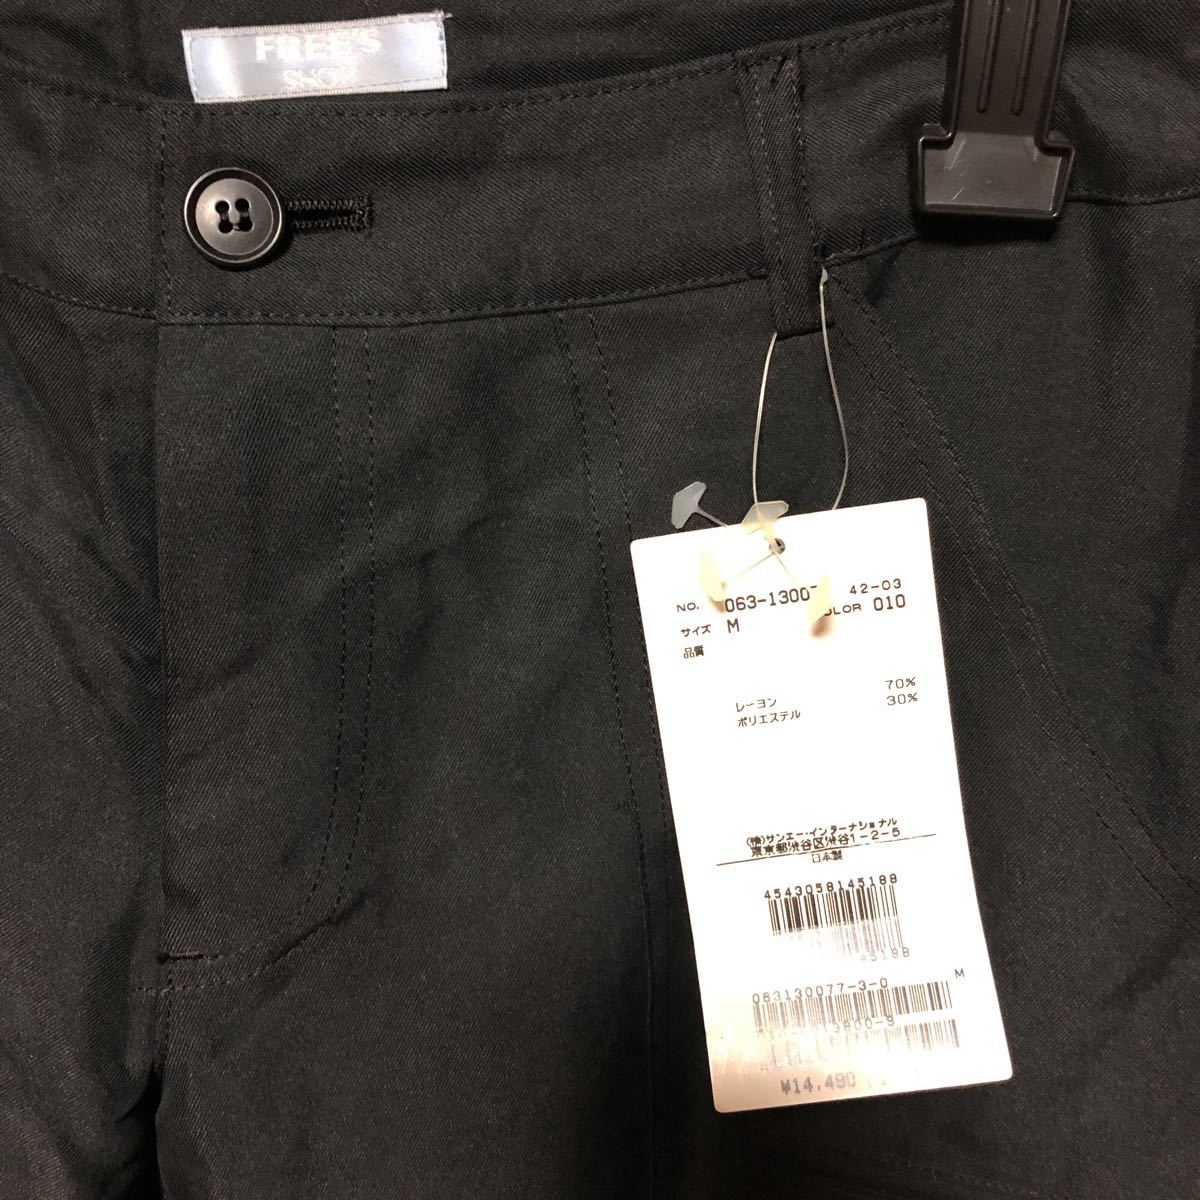 FREE'S
SHOP
NO. 063-1300 42-03
サイズ M COLOR 010
品質
レーヨン 70%
ポリエステル 30%
(株)サンエー・インターナショナル
東京都渋谷区渋谷1-2-5
日本製
4543058145188
45188
083130077-3-0 M
¥14,490